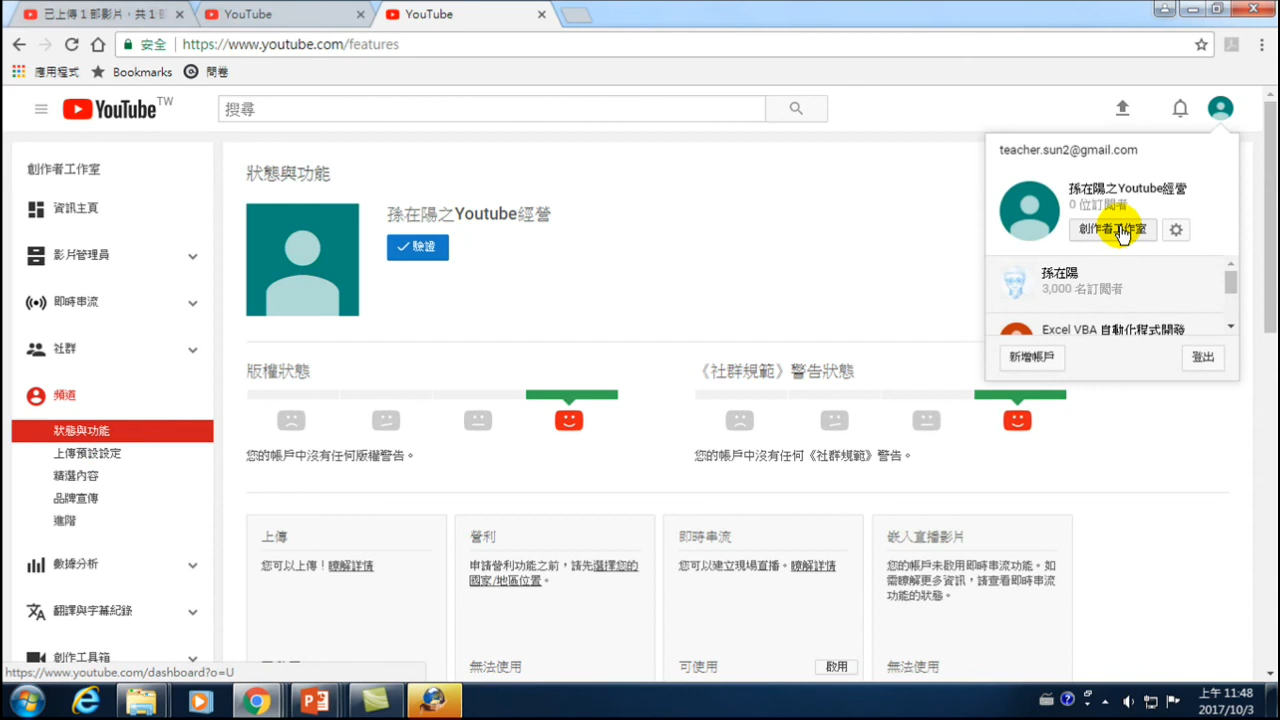 已上傳 1 部影片，共 1 部
YouTube
YouTube
安全
https://www.youtube.com/features
應用程式
Bookmarks
問卷
YouTube TW
搜尋
teacher.sun2@gmail.com
孫在陽之Youtube經營
0 位訂閱者
創作者工作室
孫在陽
3,000 名訂閱者
Excel VBA 自動化程式開發
新增帳戶
登出
創作者工作室
資訊主頁
影片管理員
即時串流
社群
頻道
狀態與功能
上傳預設設定
精選內容
品牌宣傳
進階
數據分析
翻譯與字幕紀錄
創作工具箱
狀態與功能
孫在陽之Youtube經營
驗證
版權狀態
您的帳戶中沒有任何版權警告。
《社群規範》警告狀態
您的帳戶中沒有任何《社群規範》警告。
上傳
您可以上傳！瞭解詳情
營利
申請營利功能之前，請先選擇您的
國家/地區位置。
無法使用
即時串流
您可以建立現場直播。瞭解詳情
可使用
啟用
嵌入直播影片
您的帳戶未啟用即時串流功能。如
需瞭解更多資訊，請查看即時串流
功能的狀態。
無法使用
https://www.youtube.com/dashboard?o=U
上午 11:48
2017/10/3